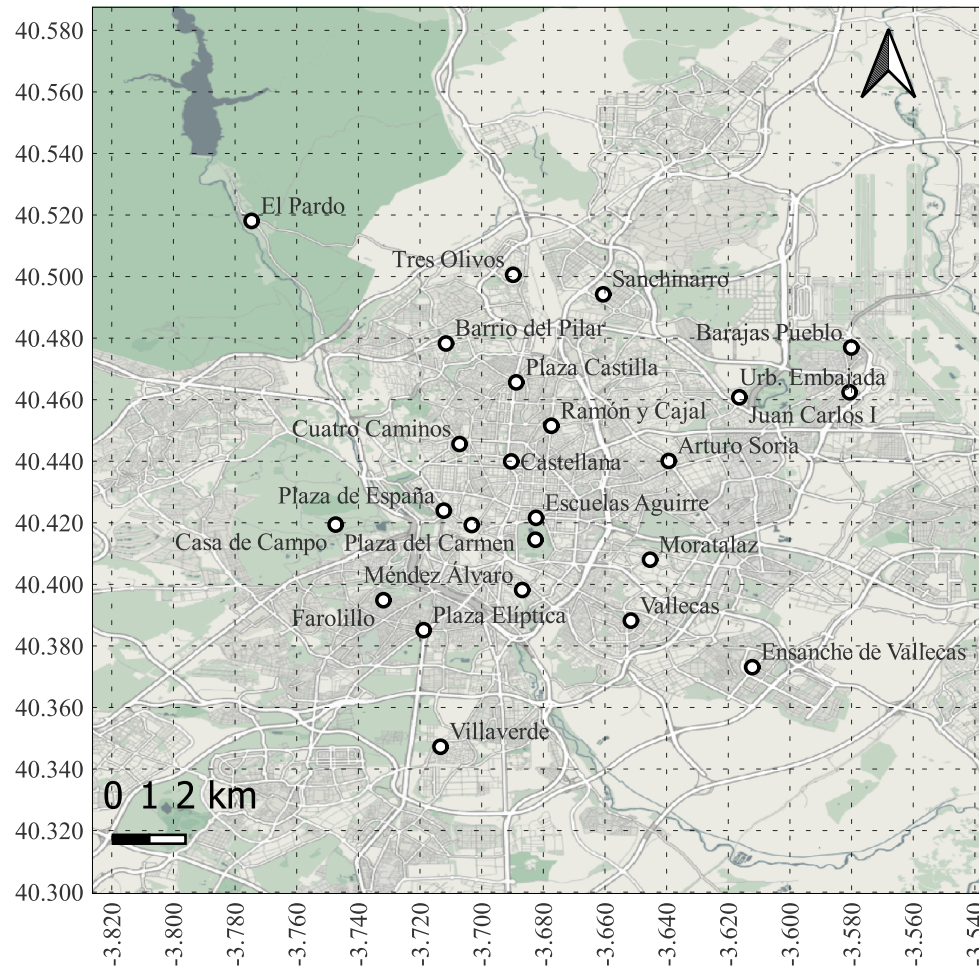 40.580
40.560
40.540
40.520
40.500
40.480
40.460
40.440
40.420
40.400
40.380
40.360
40.340
40.320
40.300
El Pardo
Tres Olivos
Sanchinarro
Barrio del Pilar
Barajas Pueblo
Plaza Castilla
Urb. Embajada
Ramón y Cajal
Juan Carlos I
Cuatro Caminos
Arturo Soria
Castellana
Plaza de España
Escuelas Aguirre
Casa de Campo
Plaza del Carmen
Moratalaz
Méndez Álvaro
Farolillo
Plaza Elíptica
Vallecas
Ensanche de Vallecas
Villaverde
0 1 2 km
-3.820
-3.800
-3.780
-3.760
-3.740
-3.720
-3.700
-3.680
-3.660
-3.640
-3.620
-3.600
-3.580
-3.560
-3.540